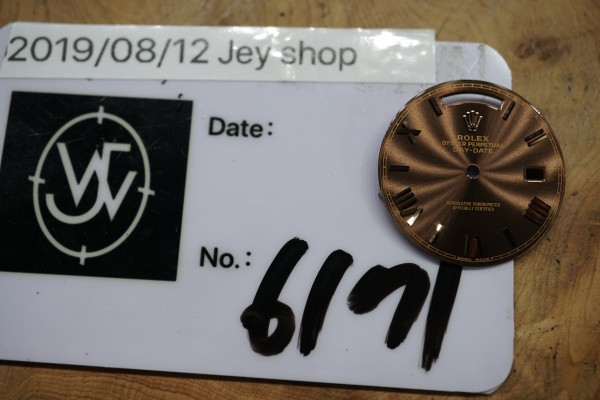 2019/08/12 Jey shop
Date:
No.: 6171
ROLEX
OYSTER PERPETUAL
DAY-DATE
SUPERLATIVE CHRONOMETER
OFFICIALLY CERTIFIED